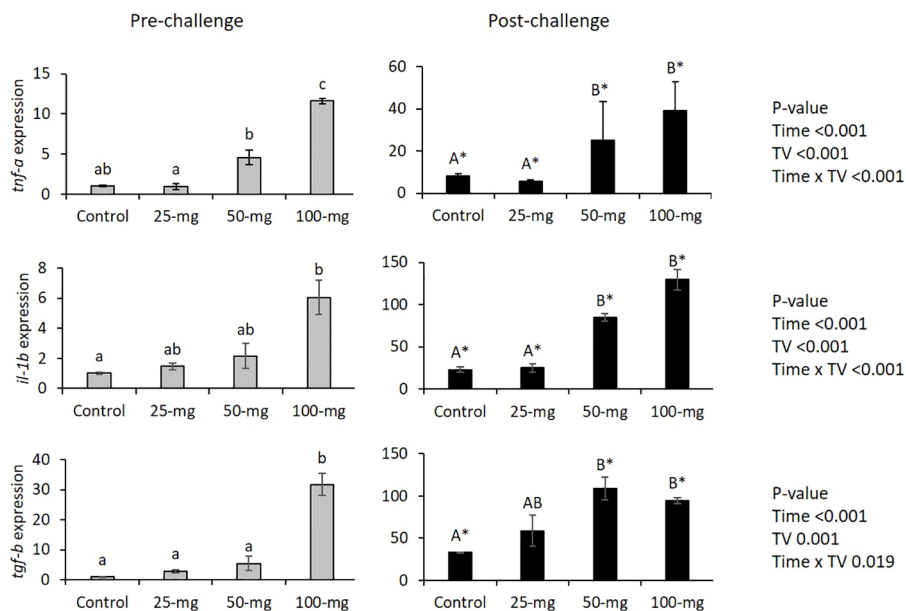 Pre-challenge
Post-challenge
tnf-a expression
15
10
5
0
ab
a
b
c
Control 25-mg 50-mg 100-mg
60
40
20
0
A*
A*
B*
B*
Control 25-mg 50-mg 100-mg
P-value
Time <0.001
TV <0.001
Time x TV <0.001
il-1b expression
8
6
4
2
0
a
ab
ab
b
Control 25-mg 50-mg 100-mg
150
100
50
0
A*
A*
B*
B*
Control 25-mg 50-mg 100-mg
P-value
Time <0.001
TV <0.001
Time x TV <0.001
tgf-b expression
40
30
20
10
0
a
a
a
b
Control 25-mg 50-mg 100-mg
150
100
50
0
A*
AB
B*
B*
Control 25-mg 50-mg 100-mg
P-value
Time <0.001
TV 0.001
Time x TV 0.019